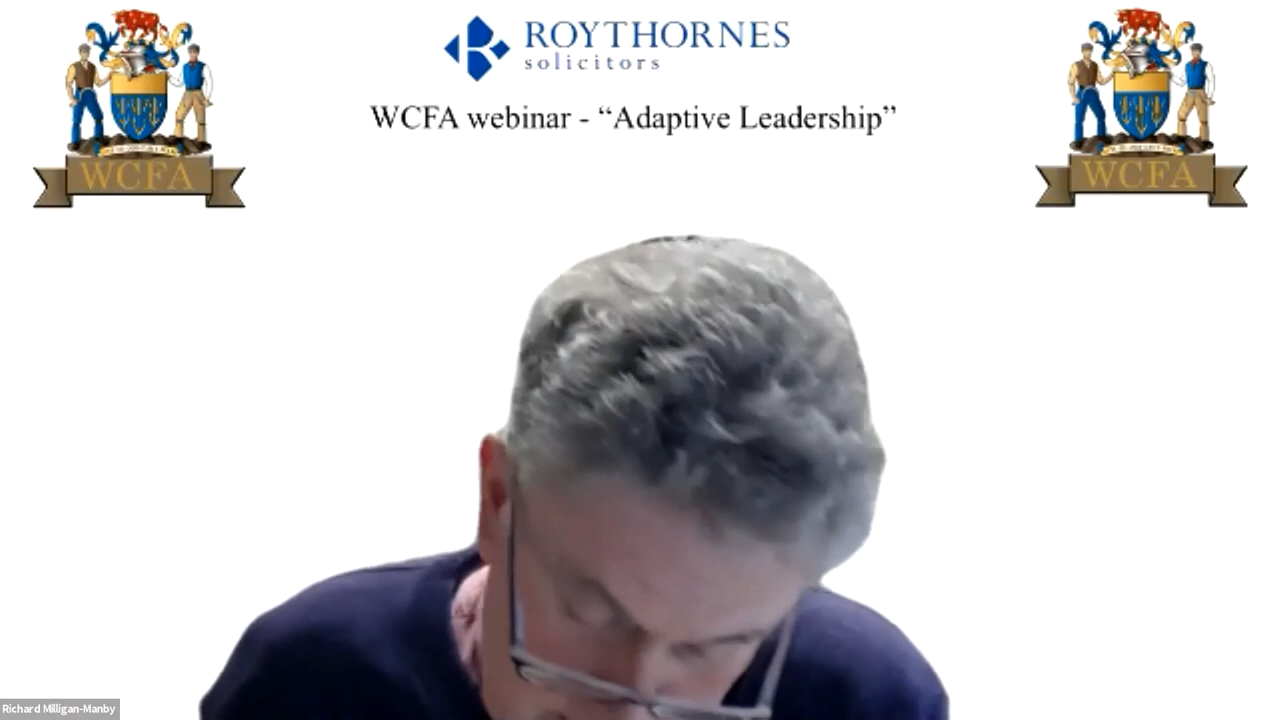 ROYTHORNES
solicitors
WCFA webinar - “Adaptive Leadership”
WCFA
WCFA
Richard Milligan-Manby